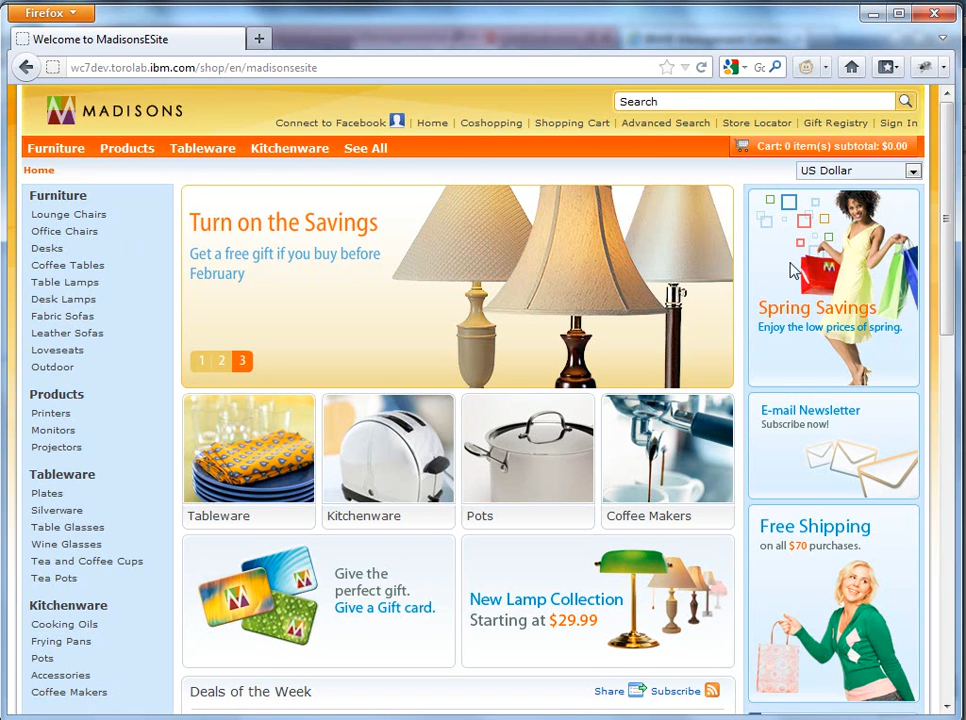 Firefox
Welcome to MadisonsESite
wc7dev.torolab.ibm.com/shop/en/madisonsesite
MADISONS
Search
Connect to Facebook | Home | Coshopping | Shopping Cart | Advanced Search | Store Locator | Gift Registry | Sign In
Furniture Products Tableware Kitchenware See All
Cart: 0 item(s) subtotal: $0.00
Home
US Dollar
Furniture
Lounge Chairs
Office Chairs
Desks
Coffee Tables
Table Lamps
Desk Lamps
Fabric Sofas
Leather Sofas
Loveseats
Outdoor
Products
Printers
Monitors
Projectors
Tableware
Plates
Silverware
Table Glasses
Wine Glasses
Tea and Coffee Cups
Tea Pots
Kitchenware
Cooking Oils
Frying Pans
Pots
Accessories
Coffee Makers
Turn on the Savings
Get a free gift if you buy before
February
1 2 3
Tableware
Kitchenware
Pots
Coffee Makers
Give the
perfect gift.
Give a Gift card.
New Lamp Collection
Starting at $29.99
Deals of the Week
Share
Subscribe
Spring Savings
Enjoy the low prices of spring.
E-mail Newsletter
Subscribe now!
Free Shipping
on all $70 purchases.